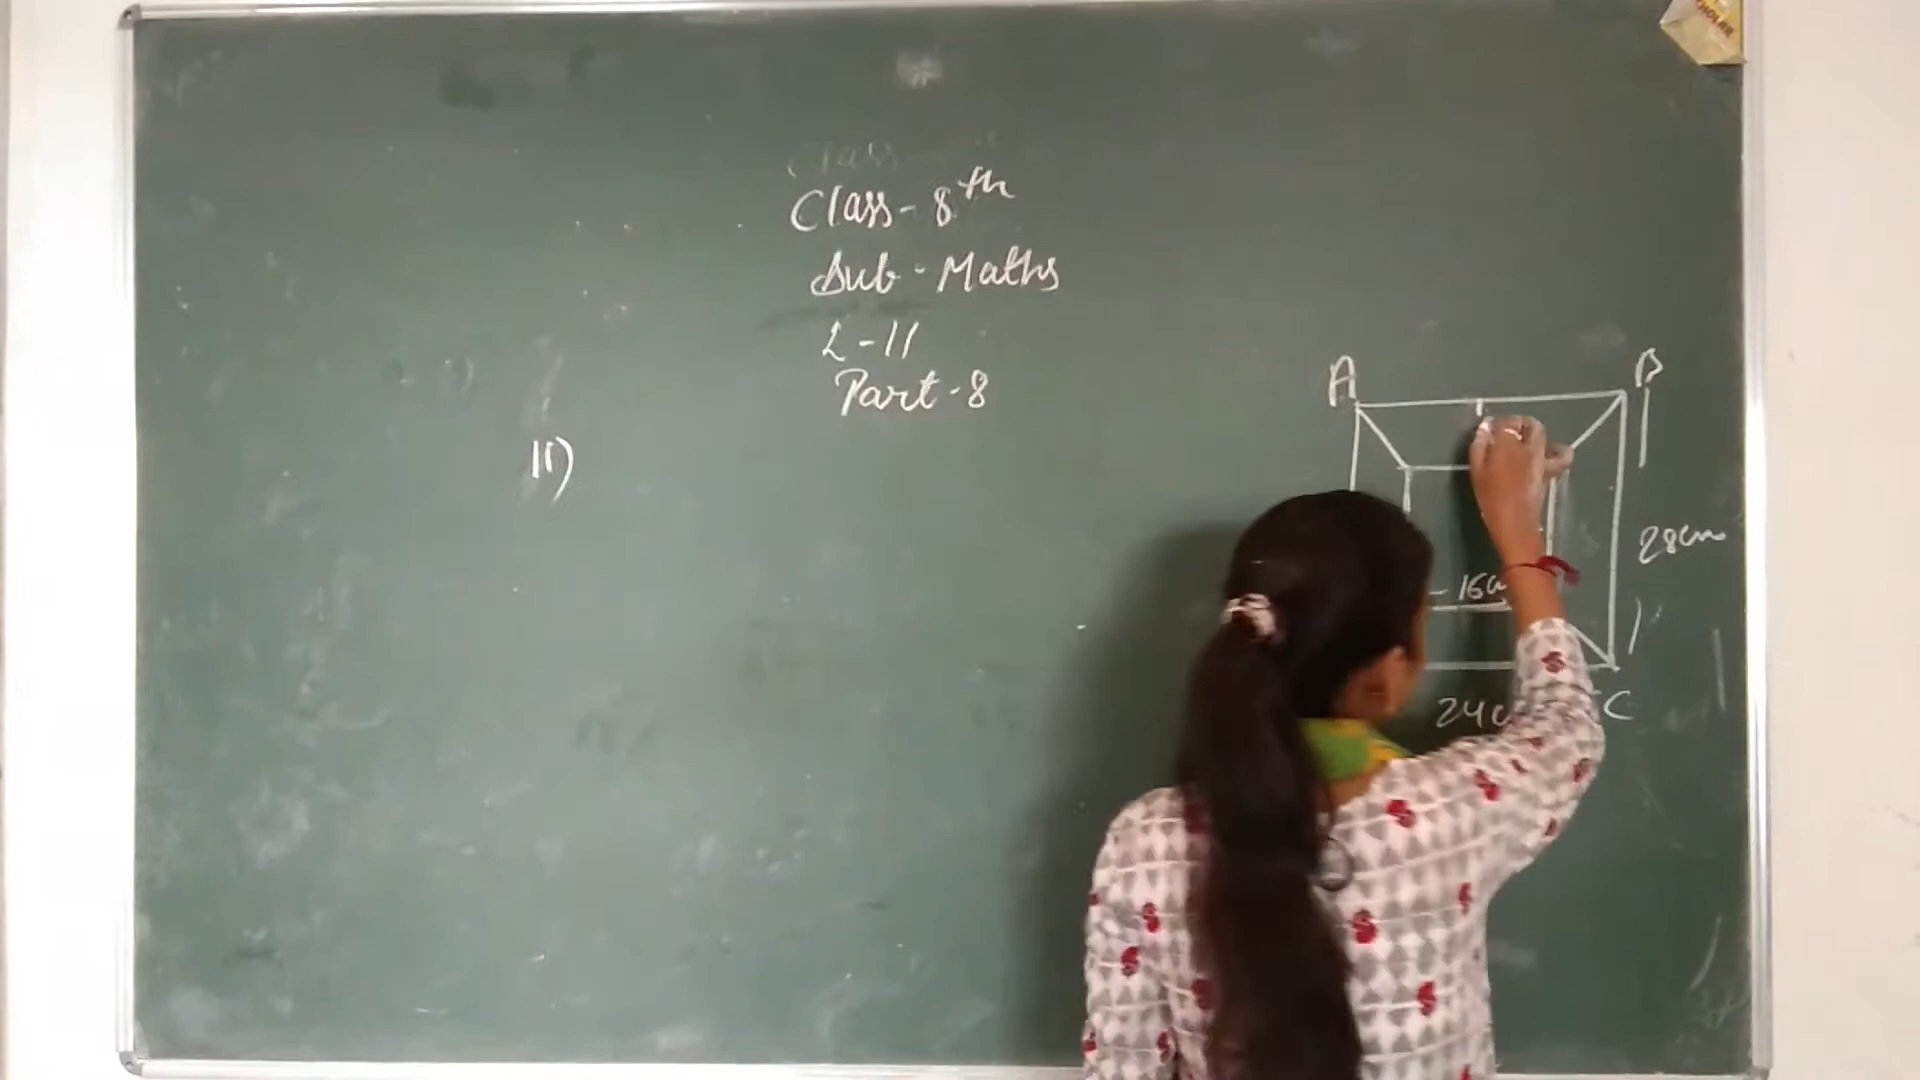 Class - 8th
Sub - Maths
L - 11
Part - 8
11)
A
B
28cm
16c
24c
C